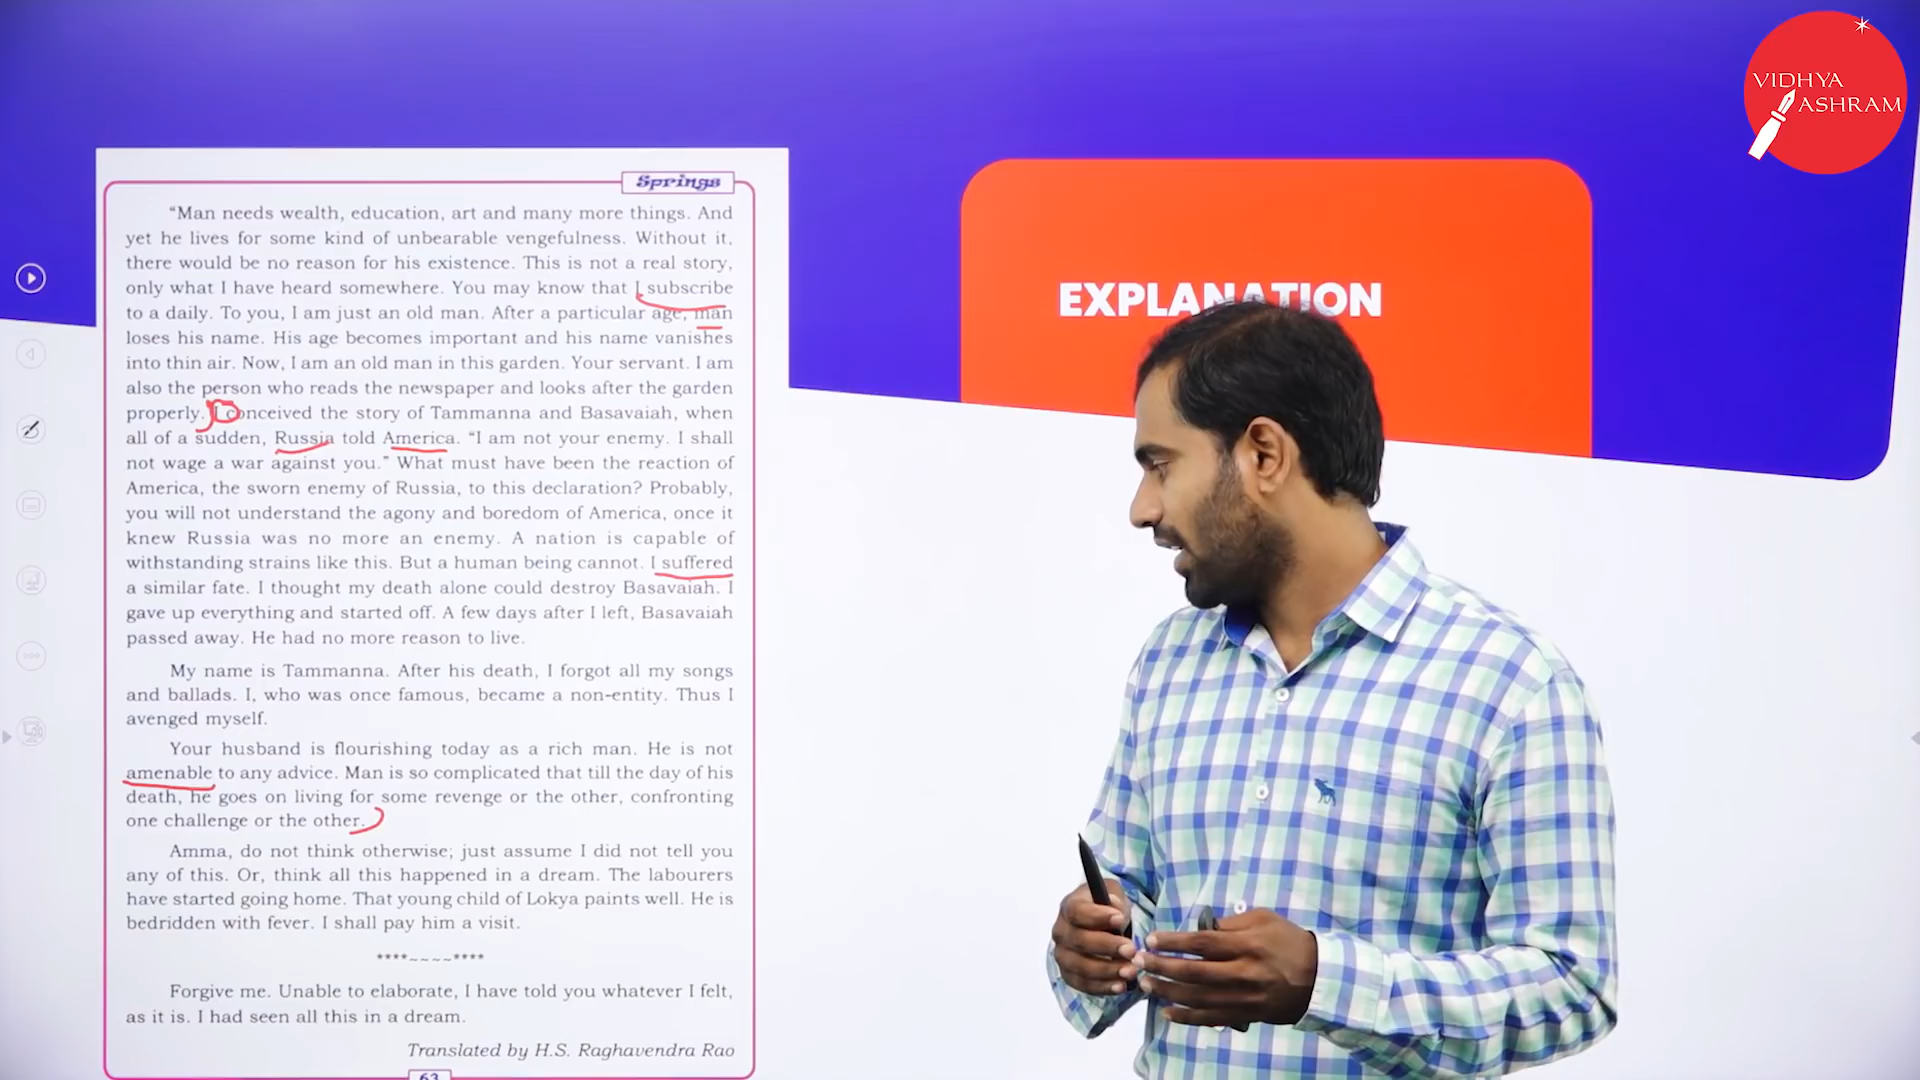 VIDHYA
ASHRAM
Springs
“Man needs wealth, education, art and many more things. And
yet he lives for some kind of unbearable vengefulness. Without it,
there would be no reason for his existence. This is not a real story,
only what I have heard somewhere. You may know that I subscribe
to a daily. To you, I am just an old man. After a particular age, man
loses his name. His age becomes important and his name vanishes
into thin air. Now, I am an old man in this garden. Your servant. I am
also the person who reads the newspaper and looks after the garden
properly. I conceived the story of Tammanna and Basavaiah, when
all of a sudden, Russia told America. “I am not your enemy. I shall
not wage a war against you.” What must have been the reaction of
America, the sworn enemy of Russia, to this declaration? Probably,
you will not understand the agony and boredom of America, once it
knew Russia was no more an enemy. A nation is capable of
withstanding strains like this. But a human being cannot. I suffered
a similar fate. I thought my death alone could destroy Basavaiah. I
gave up everything and started off. A few days after I left, Basavaiah
passed away. He had no more reason to live.
My name is Tammanna. After his death, I forgot all my songs
and ballads. I, who was once famous, became a non-entity. Thus I
avenged myself.
Your husband is flourishing today as a rich man. He is not
amenable to any advice. Man is so complicated that till the day of his
death, he goes on living for some revenge or the other, confronting
one challenge or the other.
Amma, do not think otherwise; just assume I did not tell you
any of this. Or, think all this happened in a dream. The labourers
have started going home. That young child of Lokya paints well. He is
bedridden with fever. I shall pay him a visit.
****~~~~****
Forgive me. Unable to elaborate, I have told you whatever I felt,
as it is. I had seen all this in a dream.
Translated by H.S. Raghavendra Rao
63
EXPLANATION